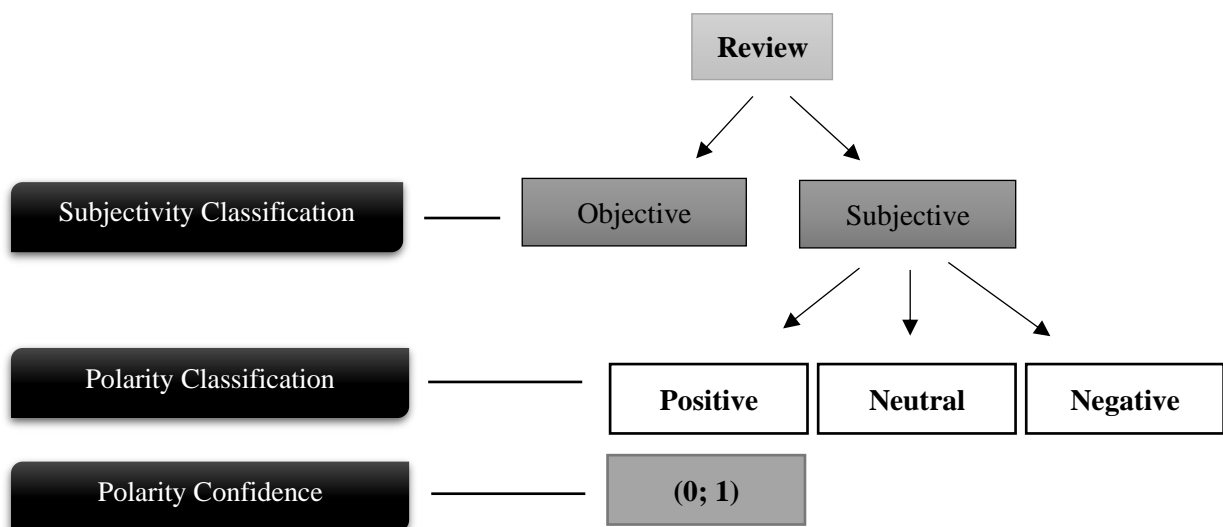 Review
Subjectivity Classification
Objective
Subjective
Polarity Classification
Positive
Neutral
Negative
Polarity Confidence
(0; 1)